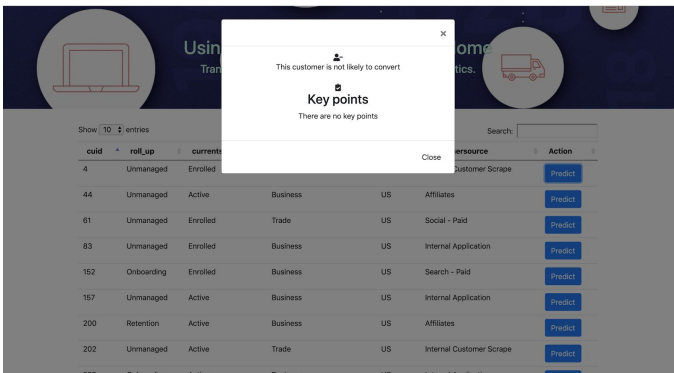 ×
Usin
ome
Tran
tics.
This customer is not likely to convert
Key points
There are no key points
Close
Show 10 entries
Search:
cuid roll_up currents ersource Action
4 Unmanaged Enrolled Customer Scrape Predict
44 Unmanaged Active Business US Affiliates Predict
61 Unmanaged Enrolled Trade US Social - Paid Predict
83 Unmanaged Enrolled Business US Internal Application Predict
152 Onboarding Enrolled Business US Search - Paid Predict
157 Unmanaged Active Business US Internal Application Predict
200 Retention Active Business US Affiliates Predict
202 Unmanaged Active Trade US Internal Customer Scrape Predict